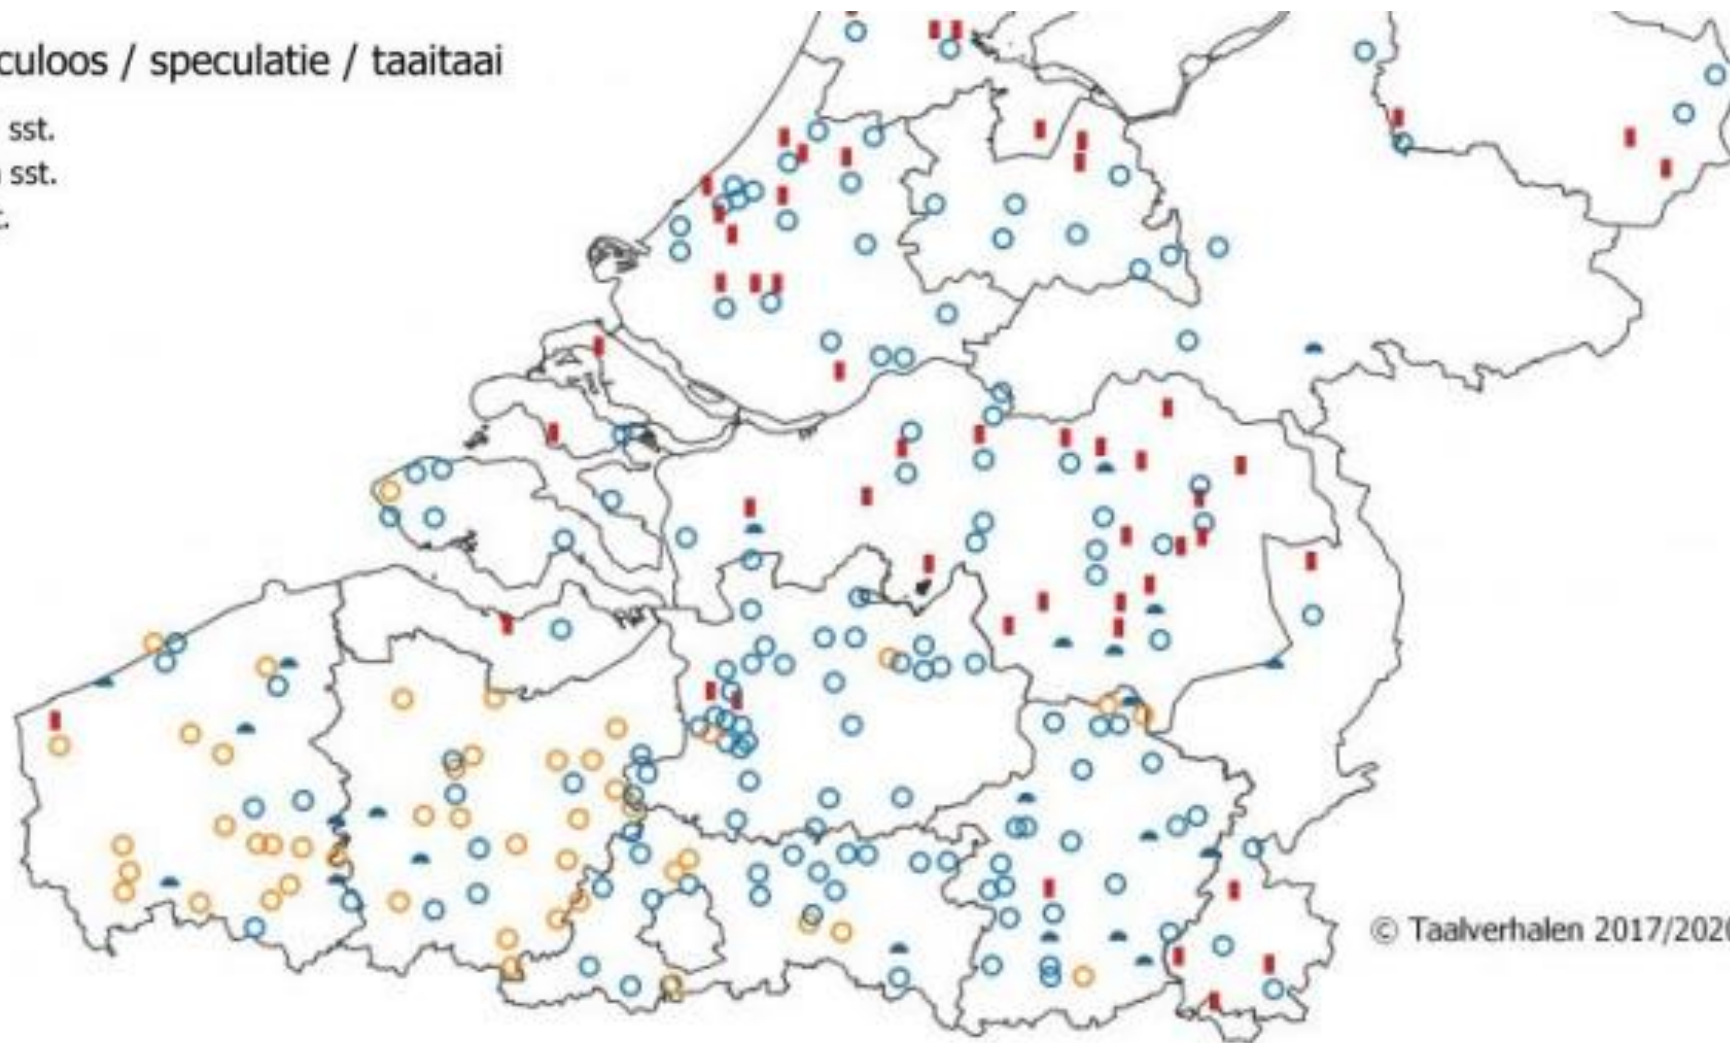 culoos / speculatie / taaitaai
sst.
sst.
© Taalverhalen 2017/2020